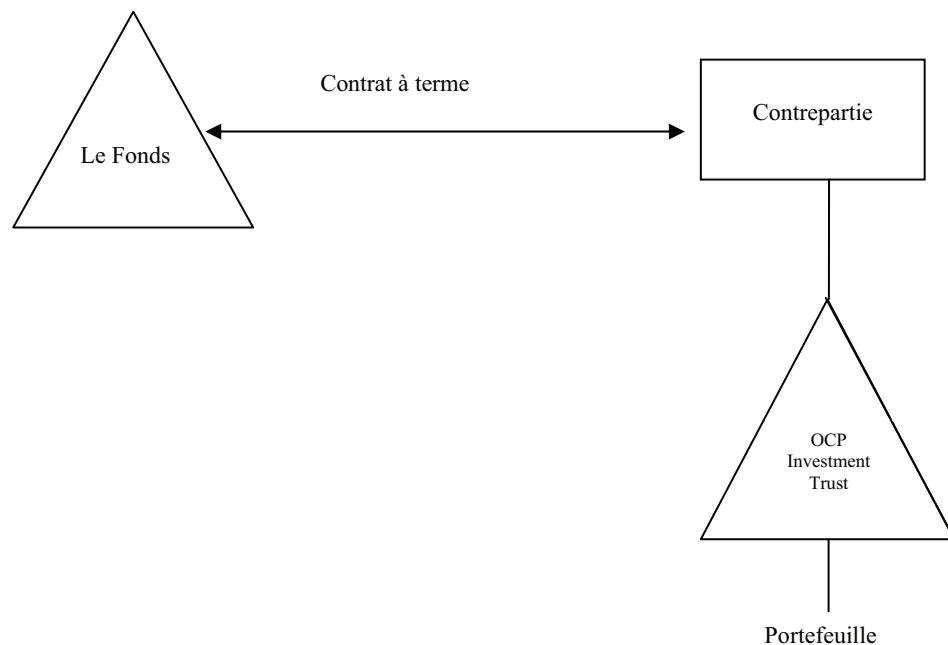 Contrat à terme
Le Fonds
Contrepartie
OCP
Investment
Trust
Portefeuille